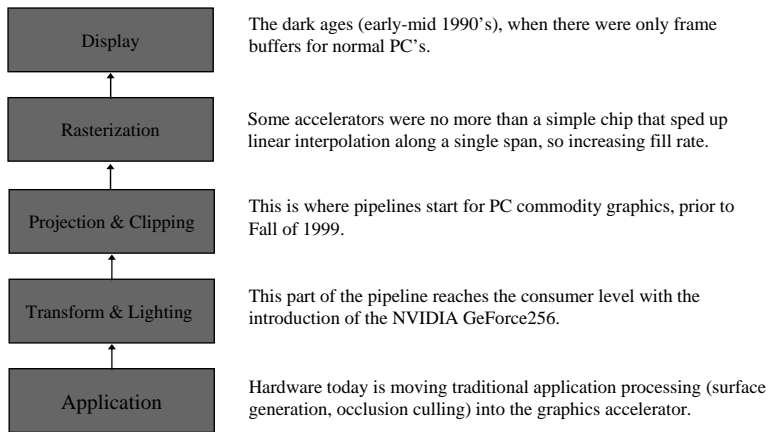 Display
The dark ages (early-mid 1990's), when there were only frame
buffers for normal PC's.
Rasterization
Some accelerators were no more than a simple chip that sped up
linear interpolation along a single span, so increasing fill rate.
Projection & Clipping
This is where pipelines start for PC commodity graphics, prior to
Fall of 1999.
Transform & Lighting
This part of the pipeline reaches the consumer level with the
introduction of the NVIDIA GeForce256.
Application
Hardware today is moving traditional application processing (surface
generation, occlusion culling) into the graphics accelerator.